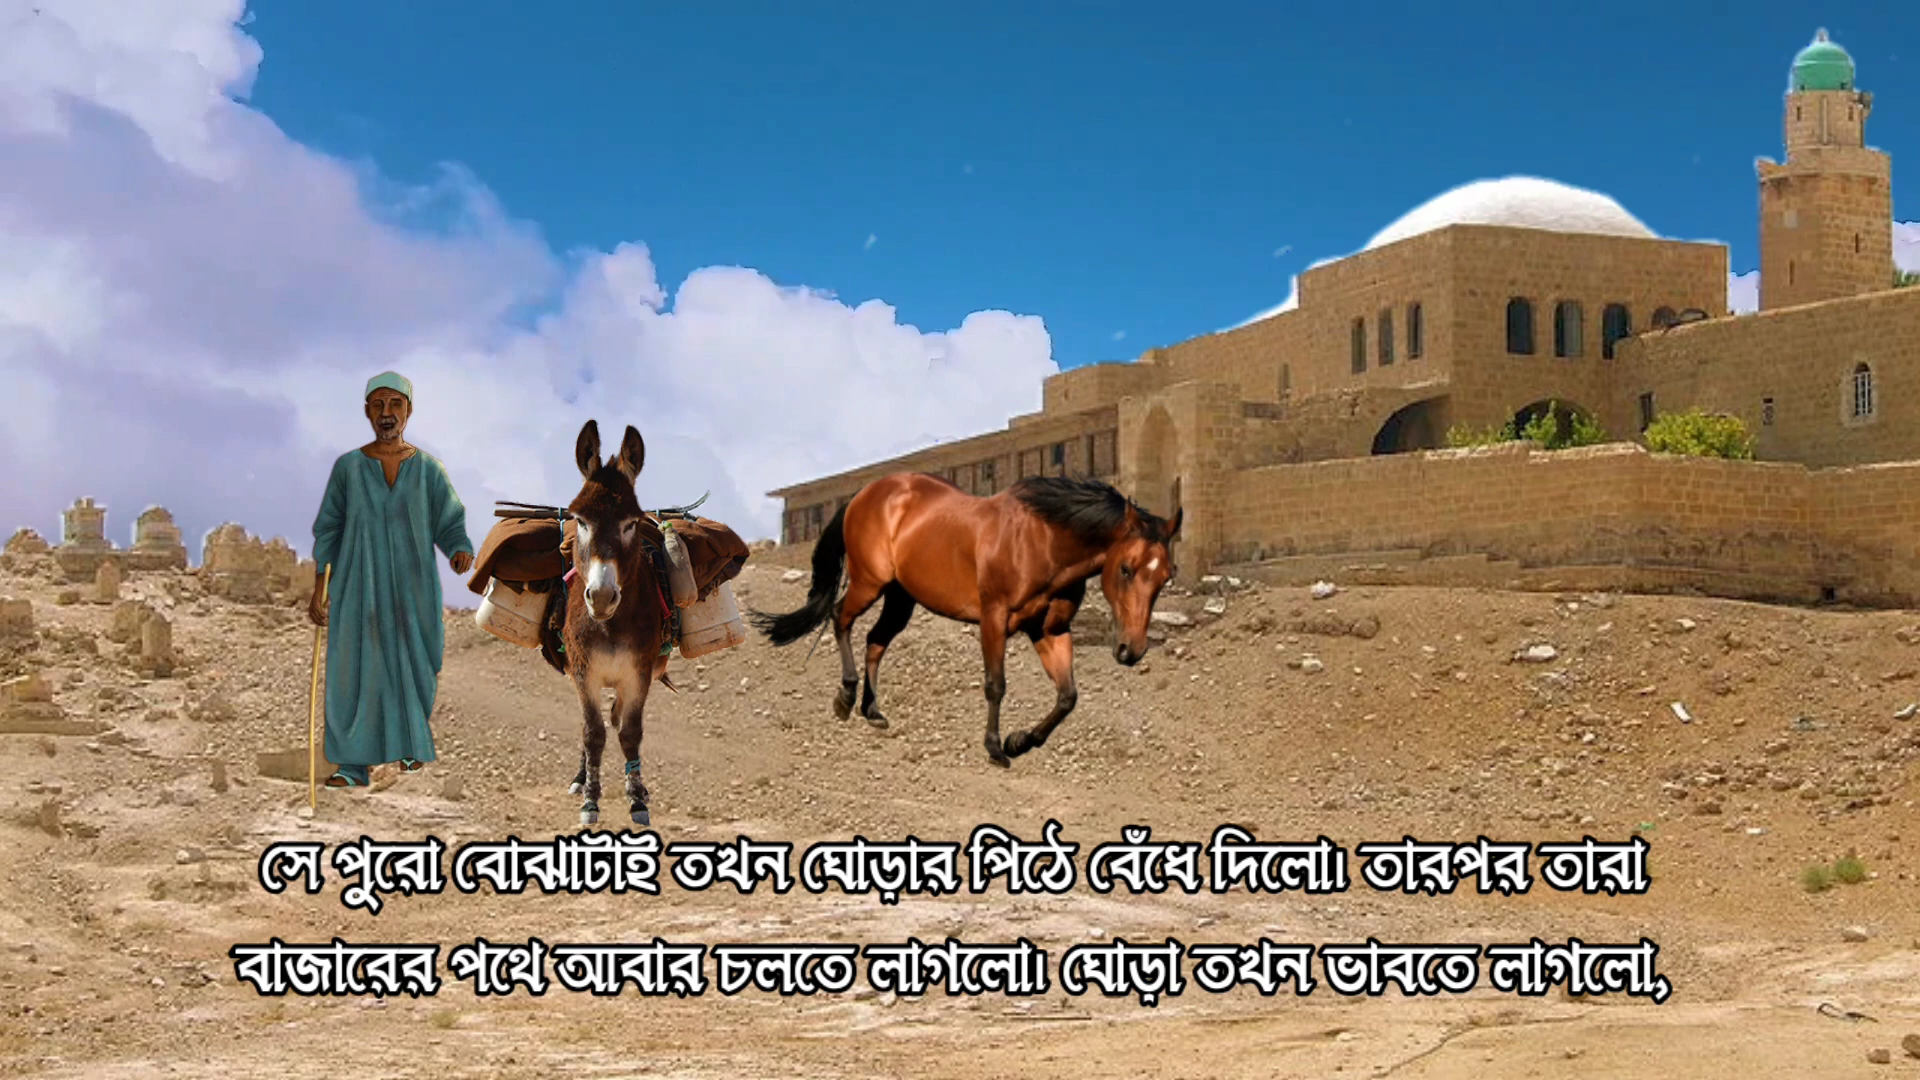 সে পুরো বোঝাটাই তখন ঘোড়ার পিঠে বেঁধে দিলো। তারপর তারা
বাজারের পথে আবার চলতে লাগলো। ঘোড়া তখন ভাবতে লাগলো,